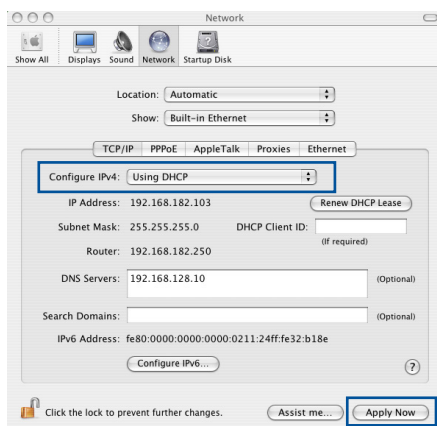 Network
Show All Displays Sound Network Startup Disk
Location: Automatic
Show: Built-in Ethernet
TCP/IP PPPoE AppleTalk Proxies Ethernet
Configure IPv4: Using DHCP
IP Address: 192.168.182.103 Renew DHCP Lease
Subnet Mask: 255.255.255.0 DHCP Client ID:
(If required)
Router: 192.168.182.250
DNS Servers: 192.168.128.10 (Optional)
Search Domains: (Optional)
IPv6 Address: fe80:0000:0000:0000:0211:24ff:fe32:b18e
Configure IPv6... ?
Click the lock to prevent further changes. Assist me... Apply Now